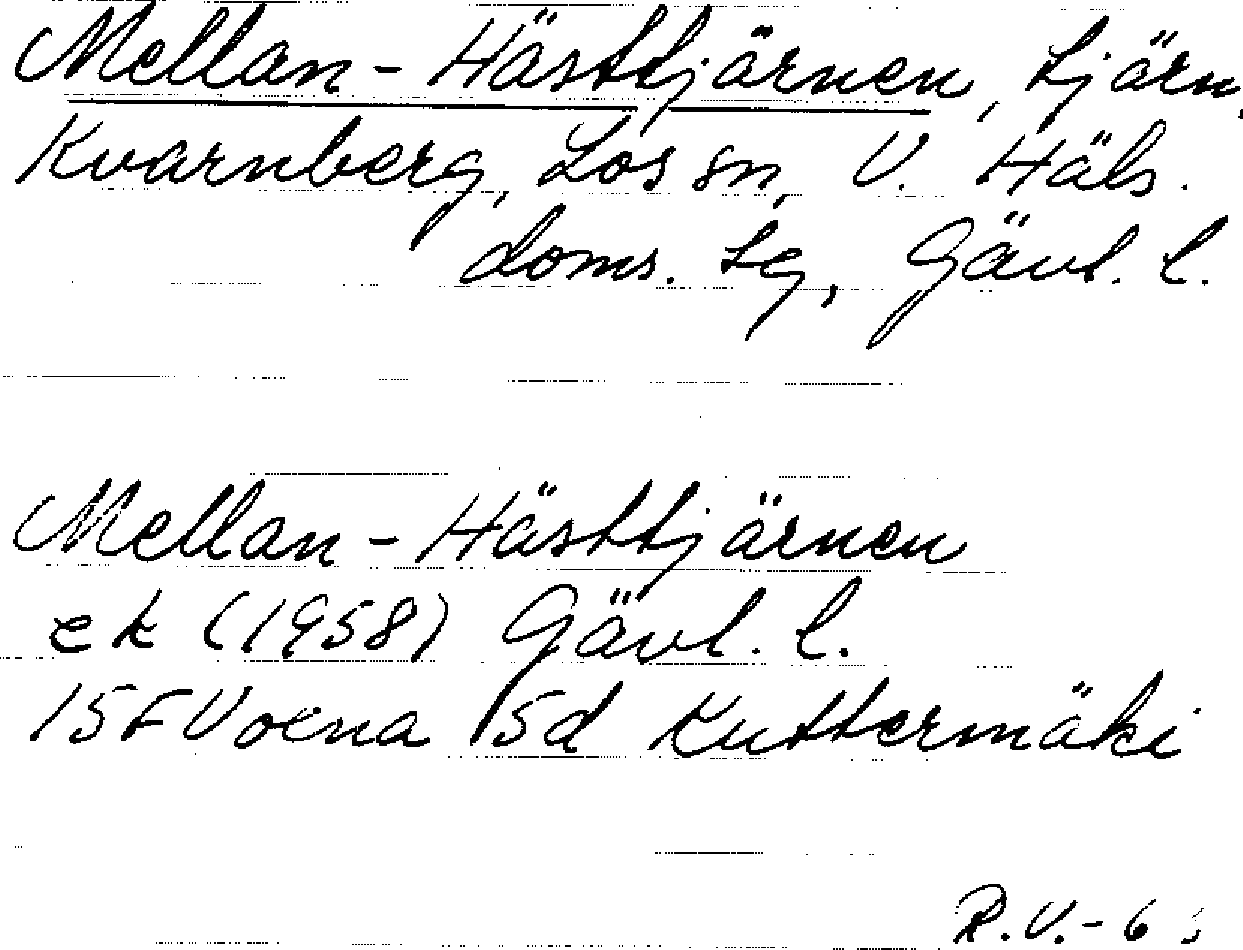 Mellan-Hästtjärnen, tjärn,
Kvarnberg, Los sn, V. Häls.
doms. tg, Gävl. l.
Mellan-Hästtjärnen
ek (1958) Gävl. l.
15F Voxna 5d Kuttermäki
R.V.-6